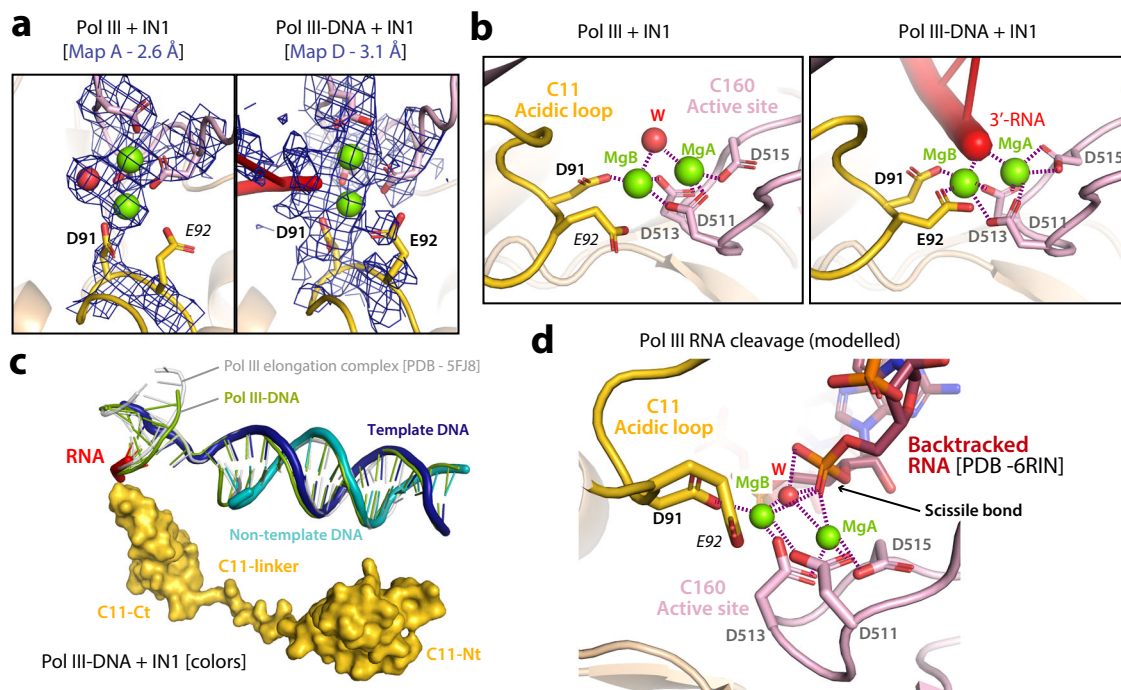 a
Pol III + IN1
[Map A - 2.6 Å]
Pol III-DNA + IN1
[Map D - 3.1 Å]
D91
E92
D91
E92
b
Pol III + IN1
C11
Acidic loop
C160
Active site
W
MgB
MgA
D91
E92
D515
D511
D513
Pol III-DNA + IN1
3′-RNA
MgB
MgA
D515
D91
E92
D511
D513
c
Pol III elongation complex [PDB - 5FJ8]
Pol III-DNA
RNA
Template DNA
Non-template DNA
C11-linker
C11-Ct
C11-Nt
Pol III-DNA + IN1 [colors]
d
Pol III RNA cleavage (modelled)
C11
Acidic loop
Backtracked
RNA [PDB -6RIN]
W
MgB
Scissile bond
D91
E92
MgA
D515
C160
Active site
D513
D511